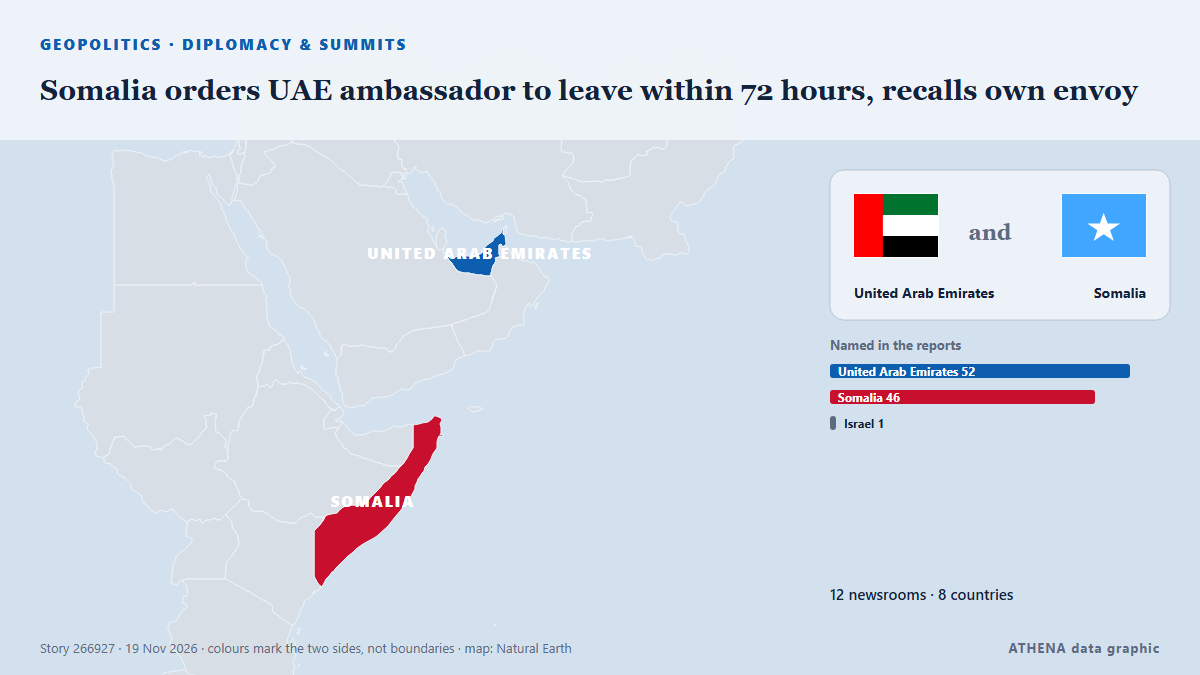 GEOPOLITICS · DIPLOMACY & SUMMITS
Somalia orders UAE ambassador to leave within 72 hours, recalls own envoy
UNITED ARAB EMIRATES
SOMALIA
and
United Arab Emirates
Somalia
Named in the reports
United Arab Emirates 52
Somalia 46
Israel 1
12 newsrooms · 8 countries
Story 266927 · 19 Nov 2026 · colours mark the two sides, not boundaries · map: Natural Earth
ATHENA data graphic